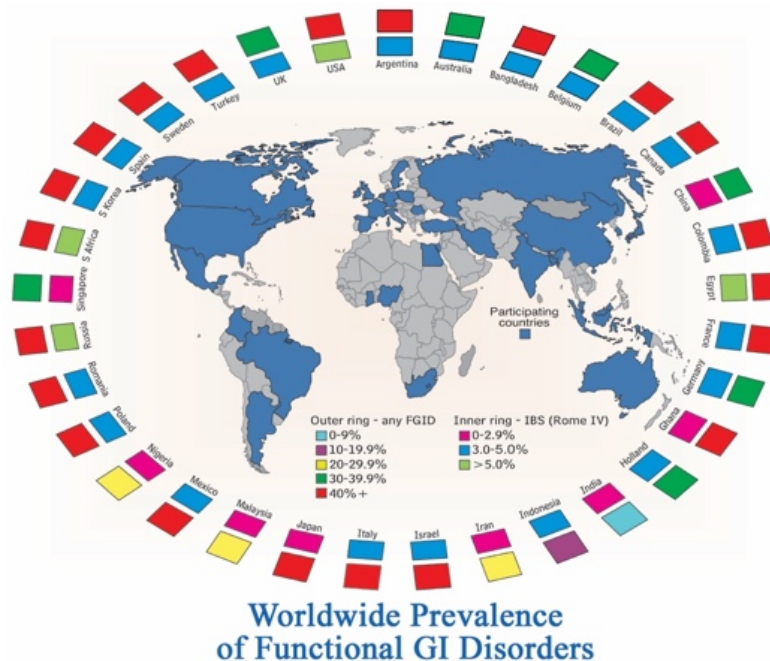 Argentina
Australia
Bangladesh
Belgium
Brazil
Canada
China
Colombia
Egypt
France
Germany
Ghana
Holland
India
Indonesia
Iran
Israel
Italy
Japan
Malaysia
Mexico
Nigeria
Poland
Romania
Russia
Singapore
S Africa
S Korea
Spain
Sweden
Turkey
UK
USA
Participating
countries
Outer ring - any FGID
0-9%
10-19.9%
20-29.9%
30-39.9%
40% +
Inner ring - IBS (Rome IV)
0-2.9%
3.0-5.0%
>5.0%
Worldwide Prevalence
of Functional GI Disorders